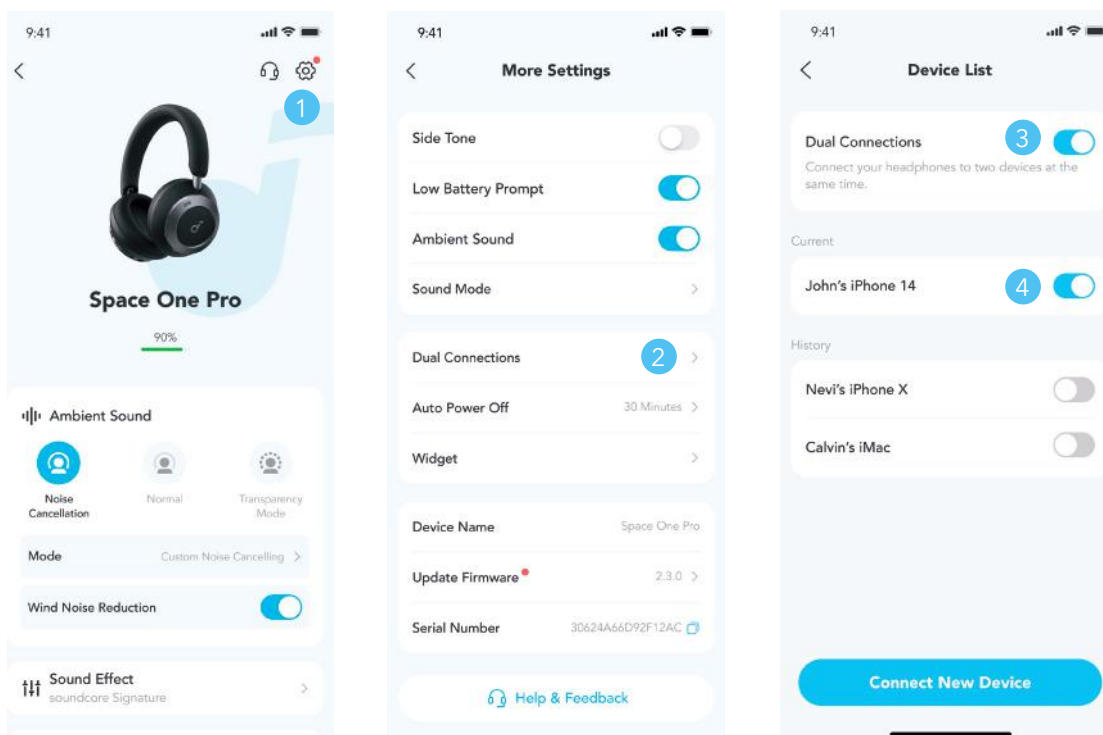 9:41
1
Space One Pro
90%
Ambient Sound
Noise
Cancellation
Normal
Transparency
Mode
Mode
Custom Noise Cancelling
Wind Noise Reduction
Sound Effect
soundcore Signature
9:41
More Settings
Side Tone
Low Battery Prompt
Ambient Sound
Sound Mode
Dual Connections
2
Auto Power Off
30 Minutes
Widget
Device Name
Space One Pro
Update Firmware
2.3.0
Serial Number
30624A66D92F12AC
Help & Feedback
9:41
Device List
Dual Connections
3
Connect your headphones to two devices at the
same time.
Current
John's iPhone 14
4
History
Nevi's iPhone X
Calvin's iMac
Connect New Device